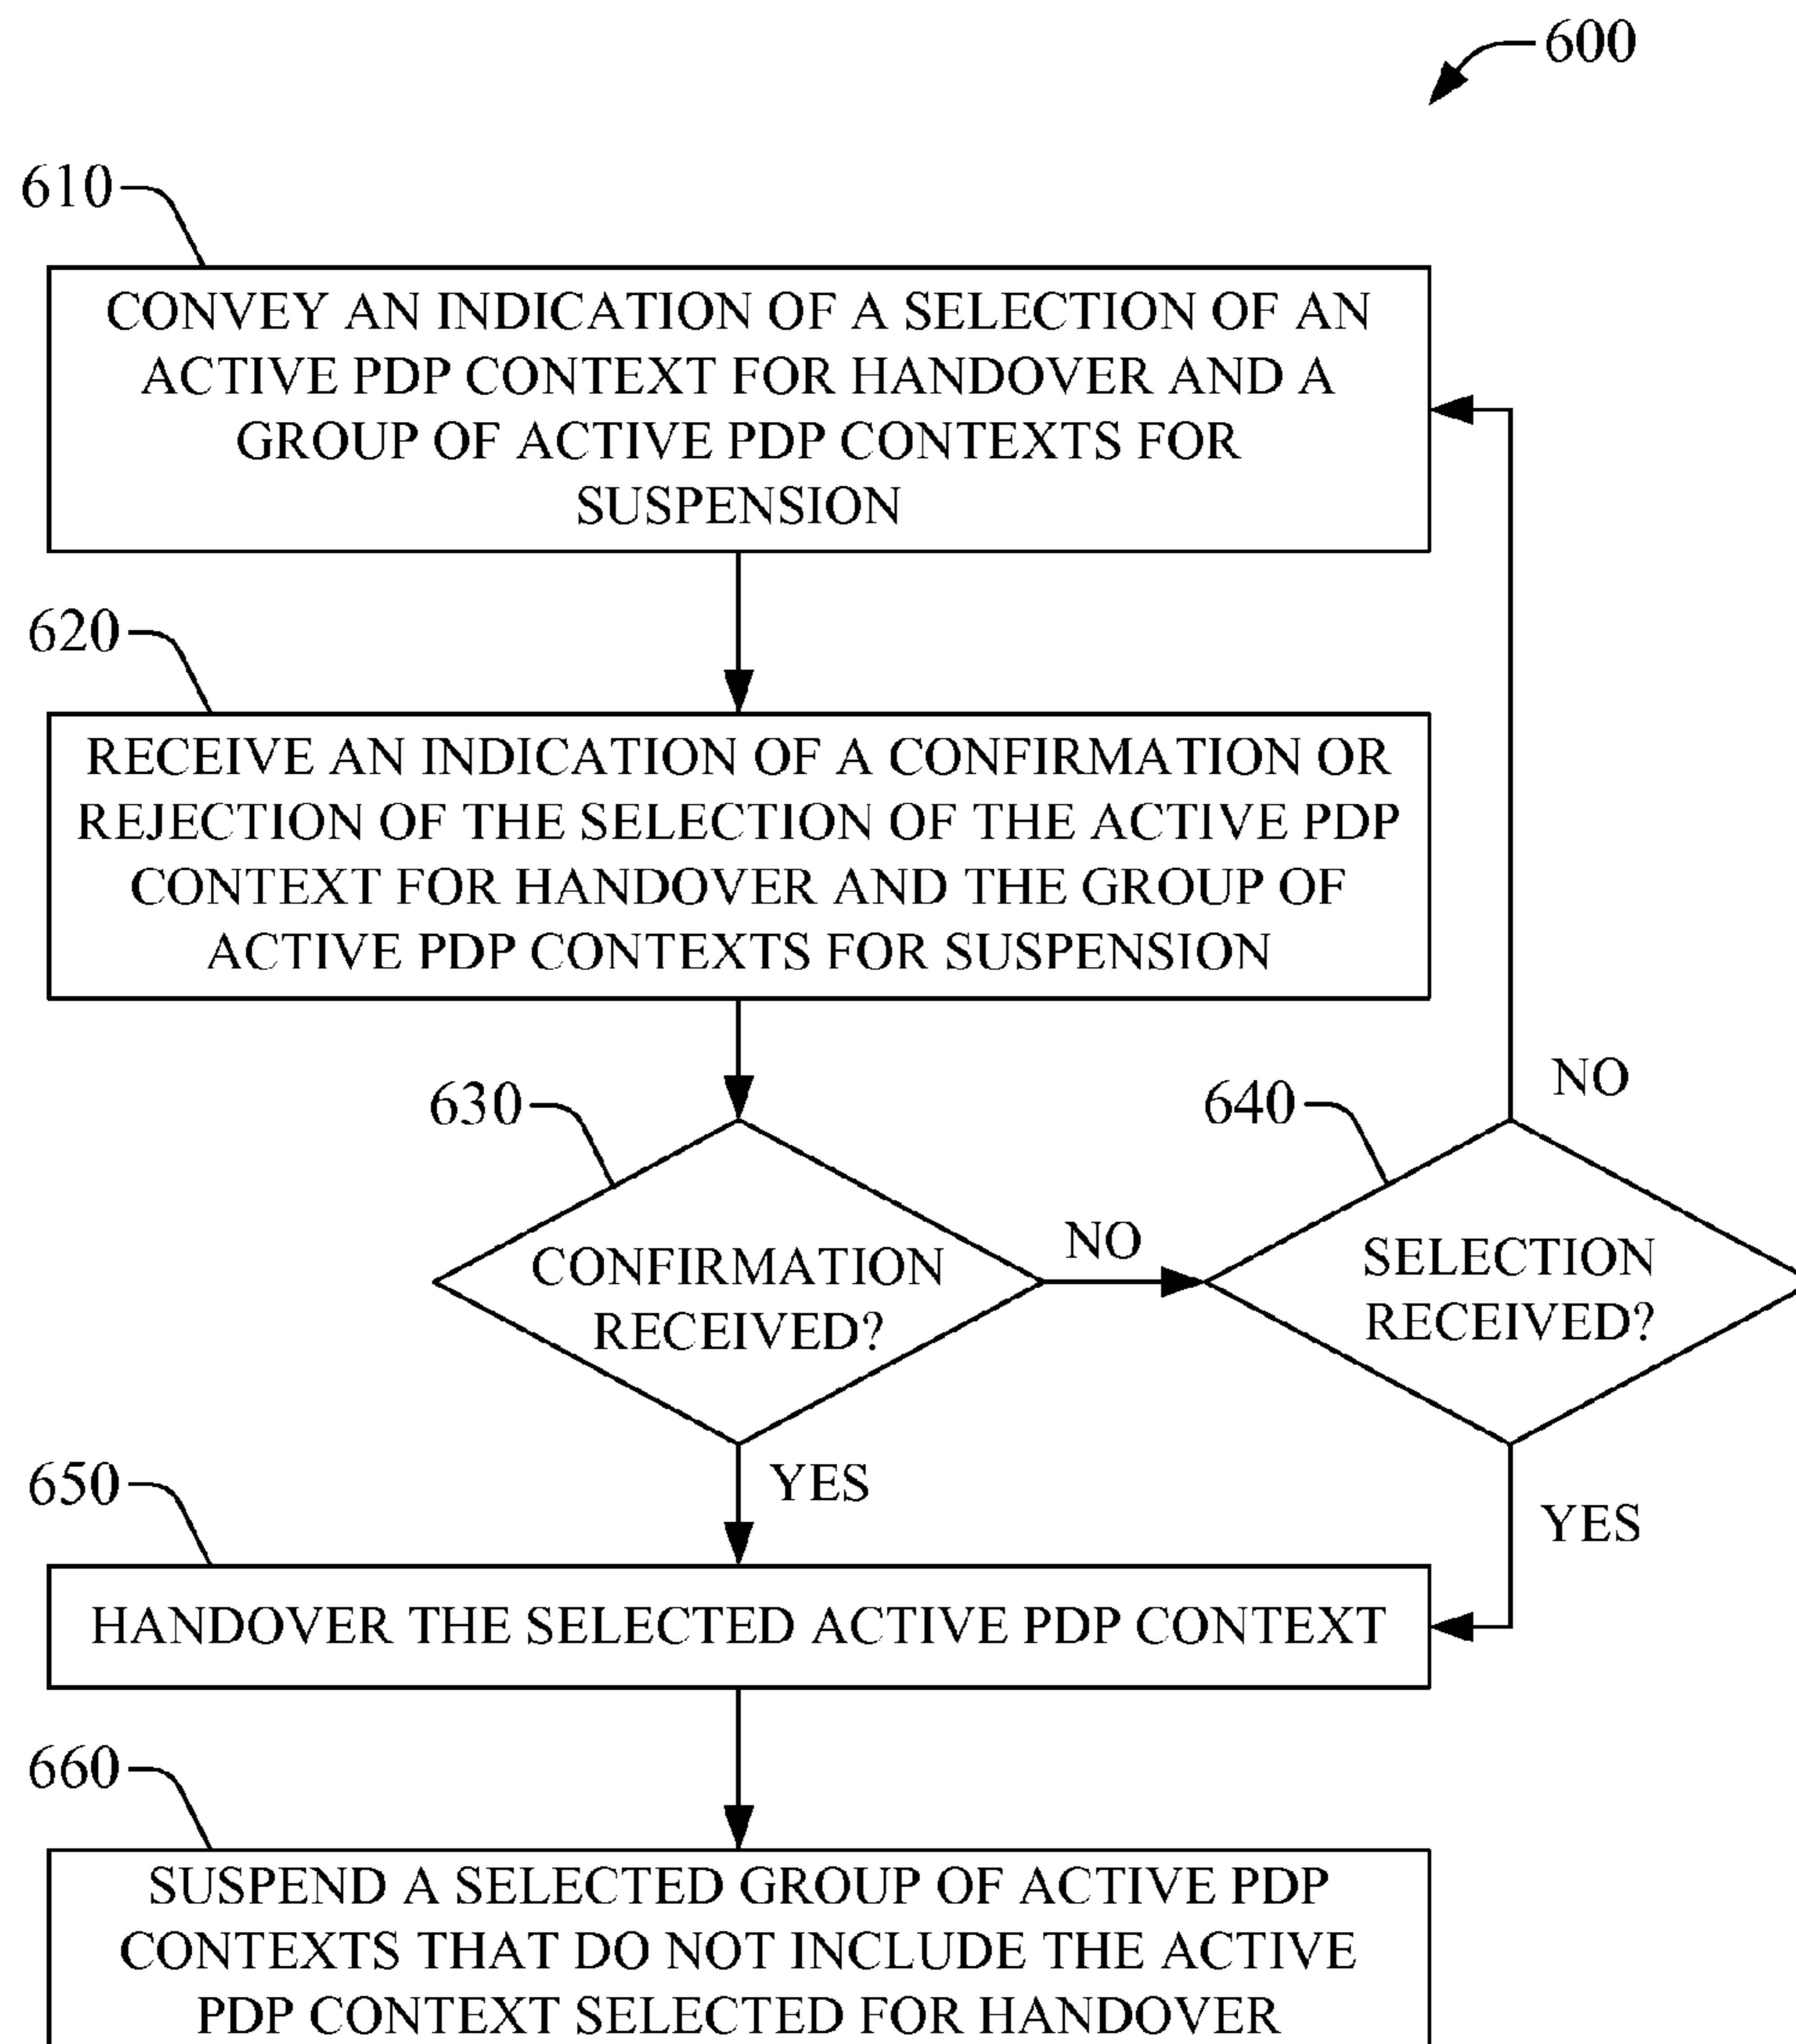 600
610
CONVEY AN INDICATION OF A SELECTION OF AN
ACTIVE PDP CONTEXT FOR HANDOVER AND A
GROUP OF ACTIVE PDP CONTEXTS FOR
SUSPENSION
620
RECEIVE AN INDICATION OF A CONFIRMATION OR
REJECTION OF THE SELECTION OF THE ACTIVE PDP
CONTEXT FOR HANDOVER AND THE GROUP OF
ACTIVE PDP CONTEXTS FOR SUSPENSION
630
CONFIRMATION
RECEIVED?
NO
640
SELECTION
RECEIVED?
NO
YES
YES
650
HANDOVER THE SELECTED ACTIVE PDP CONTEXT
660
SUSPEND A SELECTED GROUP OF ACTIVE PDP
CONTEXTS THAT DO NOT INCLUDE THE ACTIVE
PDP CONTEXT SELECTED FOR HANDOVER